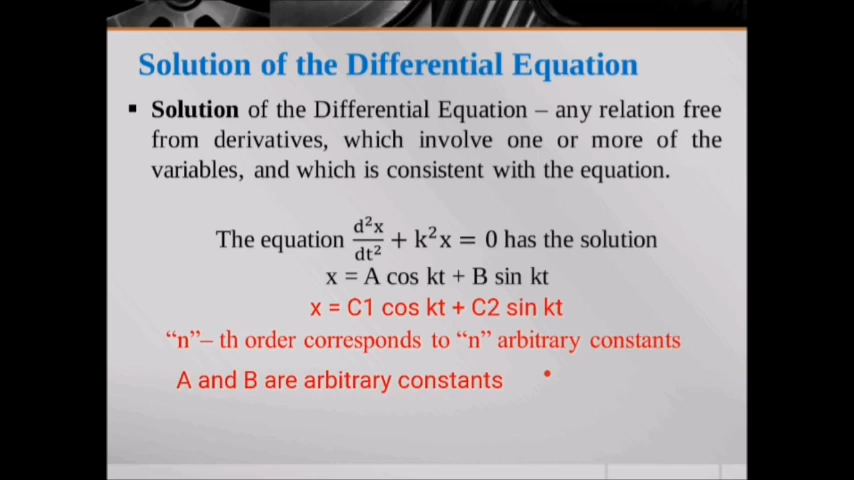 Solution of the Differential Equation
▪ Solution of the Differential Equation – any relation free
from derivatives, which involve one or more of the
variables, and which is consistent with the equation.
The equation d²x/dt² + k²x = 0 has the solution
x = A cos kt + B sin kt
x = C1 cos kt + C2 sin kt
“n”– th order corresponds to “n” arbitrary constants
A and B are arbitrary constants